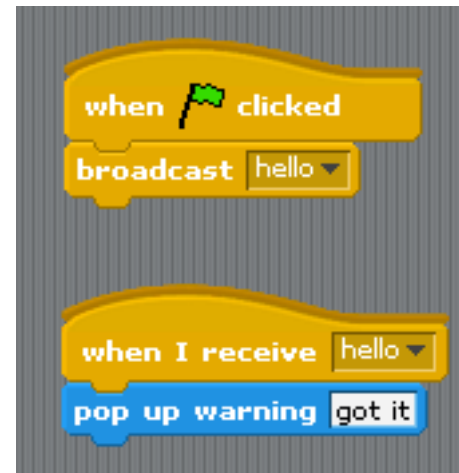 when clicked
broadcast hello
when I receive hello
pop up warning got it